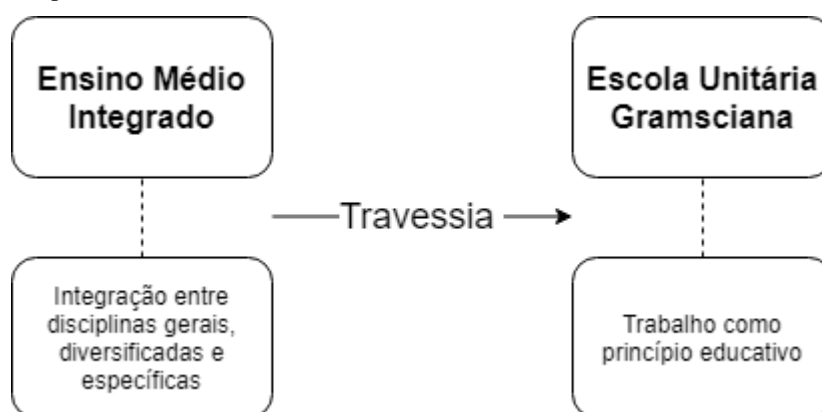 Ensino Médio
Integrado
Escola Unitária
Gramsciana
Travessia
Integração entre
disciplinas gerais,
diversificadas e
específicas
Trabalho como
princípio educativo